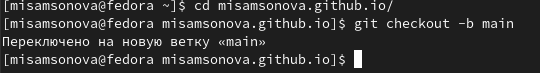 [misamsonova@fedora ~]$ cd misamsonova.github.io/
[misamsonova@fedora misamsonova.github.io]$ git checkout -b main
Переключено на новую ветку «main»
[misamsonova@fedora misamsonova.github.io]$